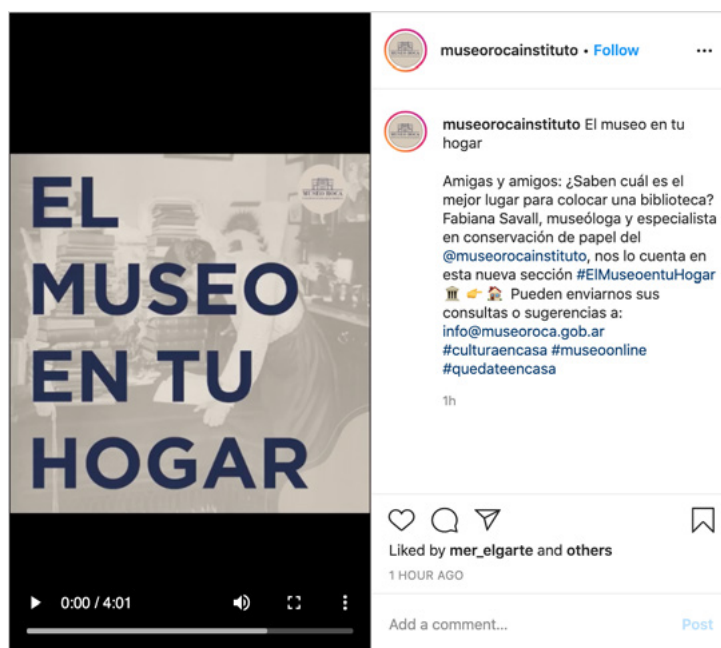 EL
MUSEO
EN TU
HOGAR
MUSEO ROCA
0:00 / 4:01
museorocainstituto • Follow
museorocainstituto El museo en tu
hogar
Amigas y amigos: ¿Saben cuál es el
mejor lugar para colocar una biblioteca?
Fabiana Savall, museóloga y especialista
en conservación de papel del
@museorocainstituto, nos lo cuenta en
esta nueva sección #ElMuseoentuHogar
🏛 👉 🏠 Pueden enviarnos sus
consultas o sugerencias a:
info@museoroca.gob.ar
#culturaencasa #museoonline
#quedateencasa
1h
Liked by mer_elgarte and others
1 HOUR AGO
Add a comment...
Post